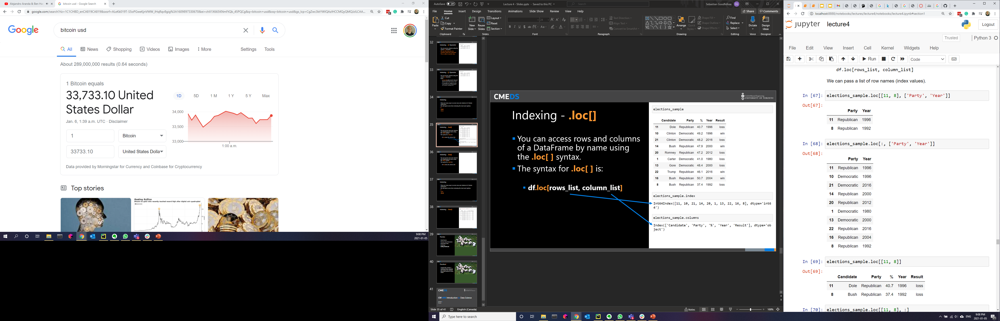 Alejandro Aranda & Ben Ha
bitcoin usd - Google Search
google.com/search?rlz=1C1CHBD_enCA819CA819&sxsrf=
Google
bitcoin usd
All
News
Shopping
Videos
Images
More
Settings
Tools
About 289,000,000 results (0.64 seconds)
1 Bitcoin equals
33,733.10 United
States Dollar
Jan. 6, 1:39 a.m. UTC · Disclaimer
1
Bitcoin
33733.10
United States Dolla
1D
5D
1 M
1 Y
5 Y
Max
34,000
33,500
33,000
1:00 a.m.
Data provided by Morningstar for Currency and Coinbase for Cryptocurrency
Top stories
Beating Bullion
9:08 PM
2021-01-05
AutoSave Off
Lecture 4 - Slides.pptx - Saved to this PC
Search
Sebastian Goodfellow
SG
File
Home
Insert
Design
Transitions
Animations
Slide Show
Review
View
Help
Share
Comments
Paste
Cut
Copy
Format Painter
Clipboard
New Slides
Reuse Slides
Layout
Reset
Section
Slides
Font
Text Direction
Align Text
Convert to SmartArt
Paragraph
Arrange
Quick Styles
Shape Fill
Shape Outline
Shape Effects
Drawing
Find
Replace
Select
Editing
Dictate
Voice
Design Ideas
Designer
32
33
34
35
36
37
38
39
40
41
CMEDS
Civil & Mineral Engineering
UNIVERSITY OF TORONTO
Indexing - .loc[]
You can access rows and columns
of a DataFrame by name using
the .loc[ ] syntax.
The syntax for .loc[ ] is:
df.loc[rows_list, column_list]
elections_sample
Candidate Party % Year Result
11 Dole Republican 40.7 1996 loss
10 Clinton Democratic 49.2 1996 win
21 Clinton Democratic 48.2 2016 loss
14 Bush Republican 47.9 2000 win
20 Romney Republican 47.2 2012 loss
1 Carter Democratic 41.0 1980 loss
13 Gore Democratic 48.4 2000 loss
22 Trump Republican 46.1 2016 win
16 Bush Republican 50.7 2004 win
8 Bush Republican 37.4 1992 loss
elections_sample.index
Int64Index([11, 10, 21, 14, 20, 1, 13, 22, 16, 8], dtype='int6
4')
elections_sample.columns
Index(['Candidate', 'Party', '%', 'Year', 'Result'], dtype='ob
ject')
Slide 35 of 41
English (Canada)
Notes
100%
Type here to search
localhost:8888/notebooks/lectures/lecture4/notebooks/lecture4.ipynb#section1
jupyter lecture4
Logout
Trusted
Python 3
File
Edit
View
Insert
Cell
Kernel
Widgets
Help
Run
Code
df.loc[rows_list, column_list]
We can pass a list of row names (index values).
In [67]: elections_sample.loc[[11, 8], ['Party', 'Year']]
Out[67]:
Party Year
11 Republican 1996
8 Republican 1992
In [68]: elections_sample.loc[:, ['Party', 'Year']]
Out[68]:
Party Year
11 Republican 1996
10 Democratic 1996
21 Democratic 2016
14 Republican 2000
20 Republican 2012
1 Democratic 1980
13 Democratic 2000
22 Republican 2016
16 Republican 2004
8 Republican 1992
In [69]: elections_sample.loc[[11, 8]]
Out[69]:
Candidate Party % Year Result
11 Dole Republican 40.7 1996 loss
8 Bush Republican 37.4 1992 loss
In [70]: elections_sample.loc[[11, 8], :]
ENG
9:08 PM
2021-01-05